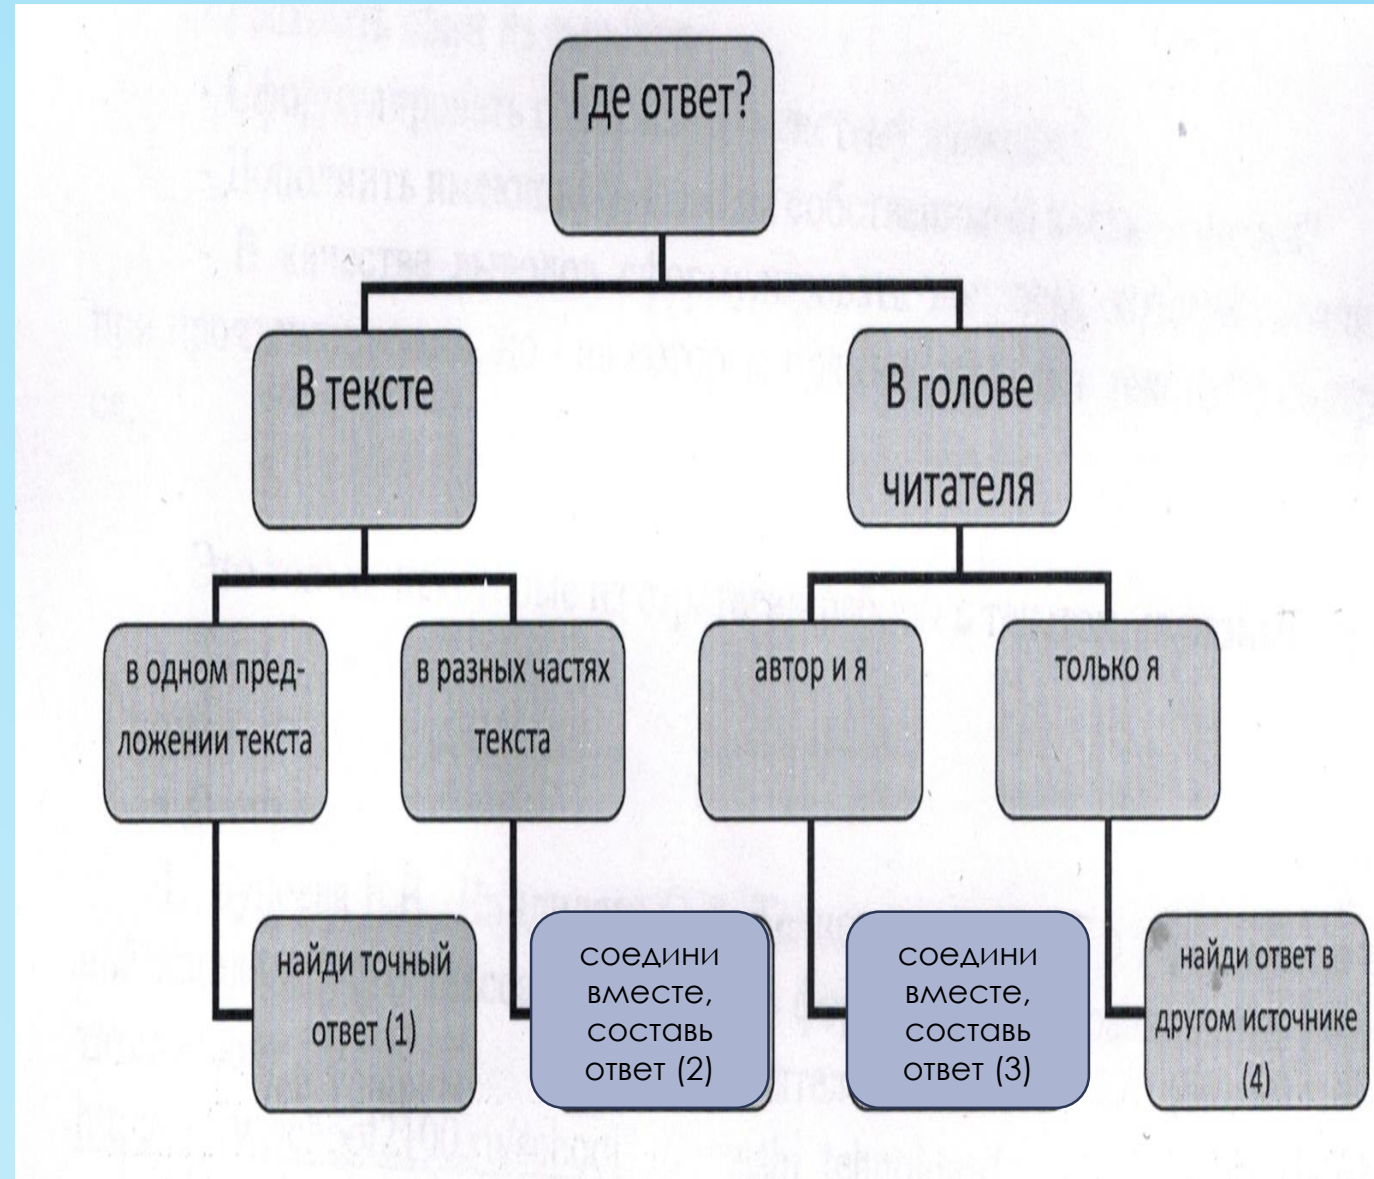 Где ответ?
В тексте
В голове
читателя
в одном пред-
ложении текста
в разных частях
текста
автор и я
только я
найди точный
ответ (1)
соедини
вместе,
составь
ответ (2)
соедини
вместе,
составь
ответ (3)
найди ответ в
другом источнике
(4)